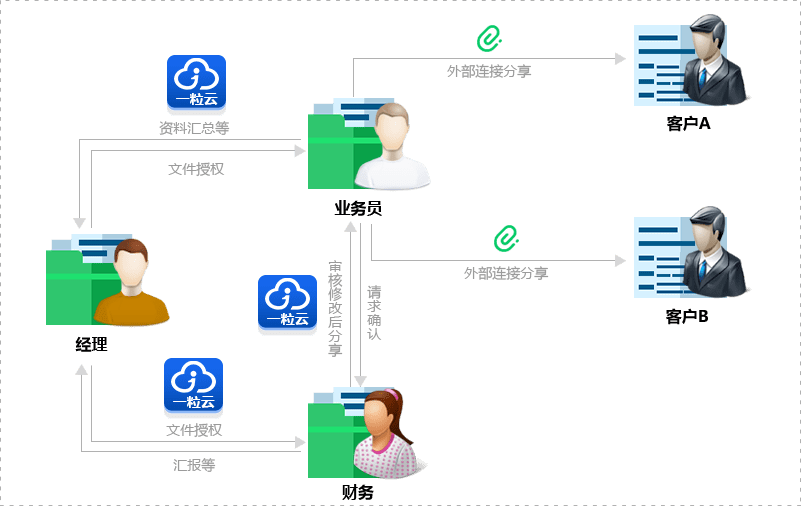 外部连接分享
客户A
一粒云
资料汇总等
文件授权
业务员
外部连接分享
客户B
经理
一粒云
审核修改后分享
请求确认
一粒云
文件授权
汇报等
财务